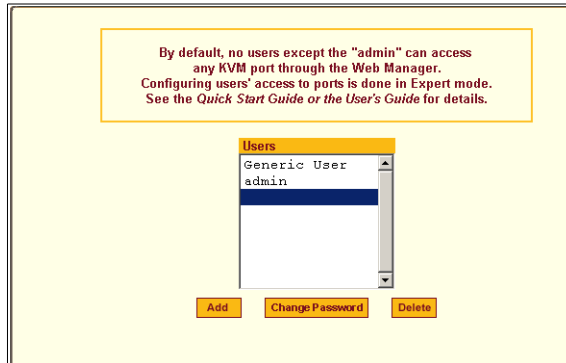 By default, no users except the "admin" can access
any KVM port through the Web Manager.
Configuring users' access to ports is done in Expert mode.
See the Quick Start Guide or the User's Guide for details.
Users
Generic User
admin
Add Change Password Delete